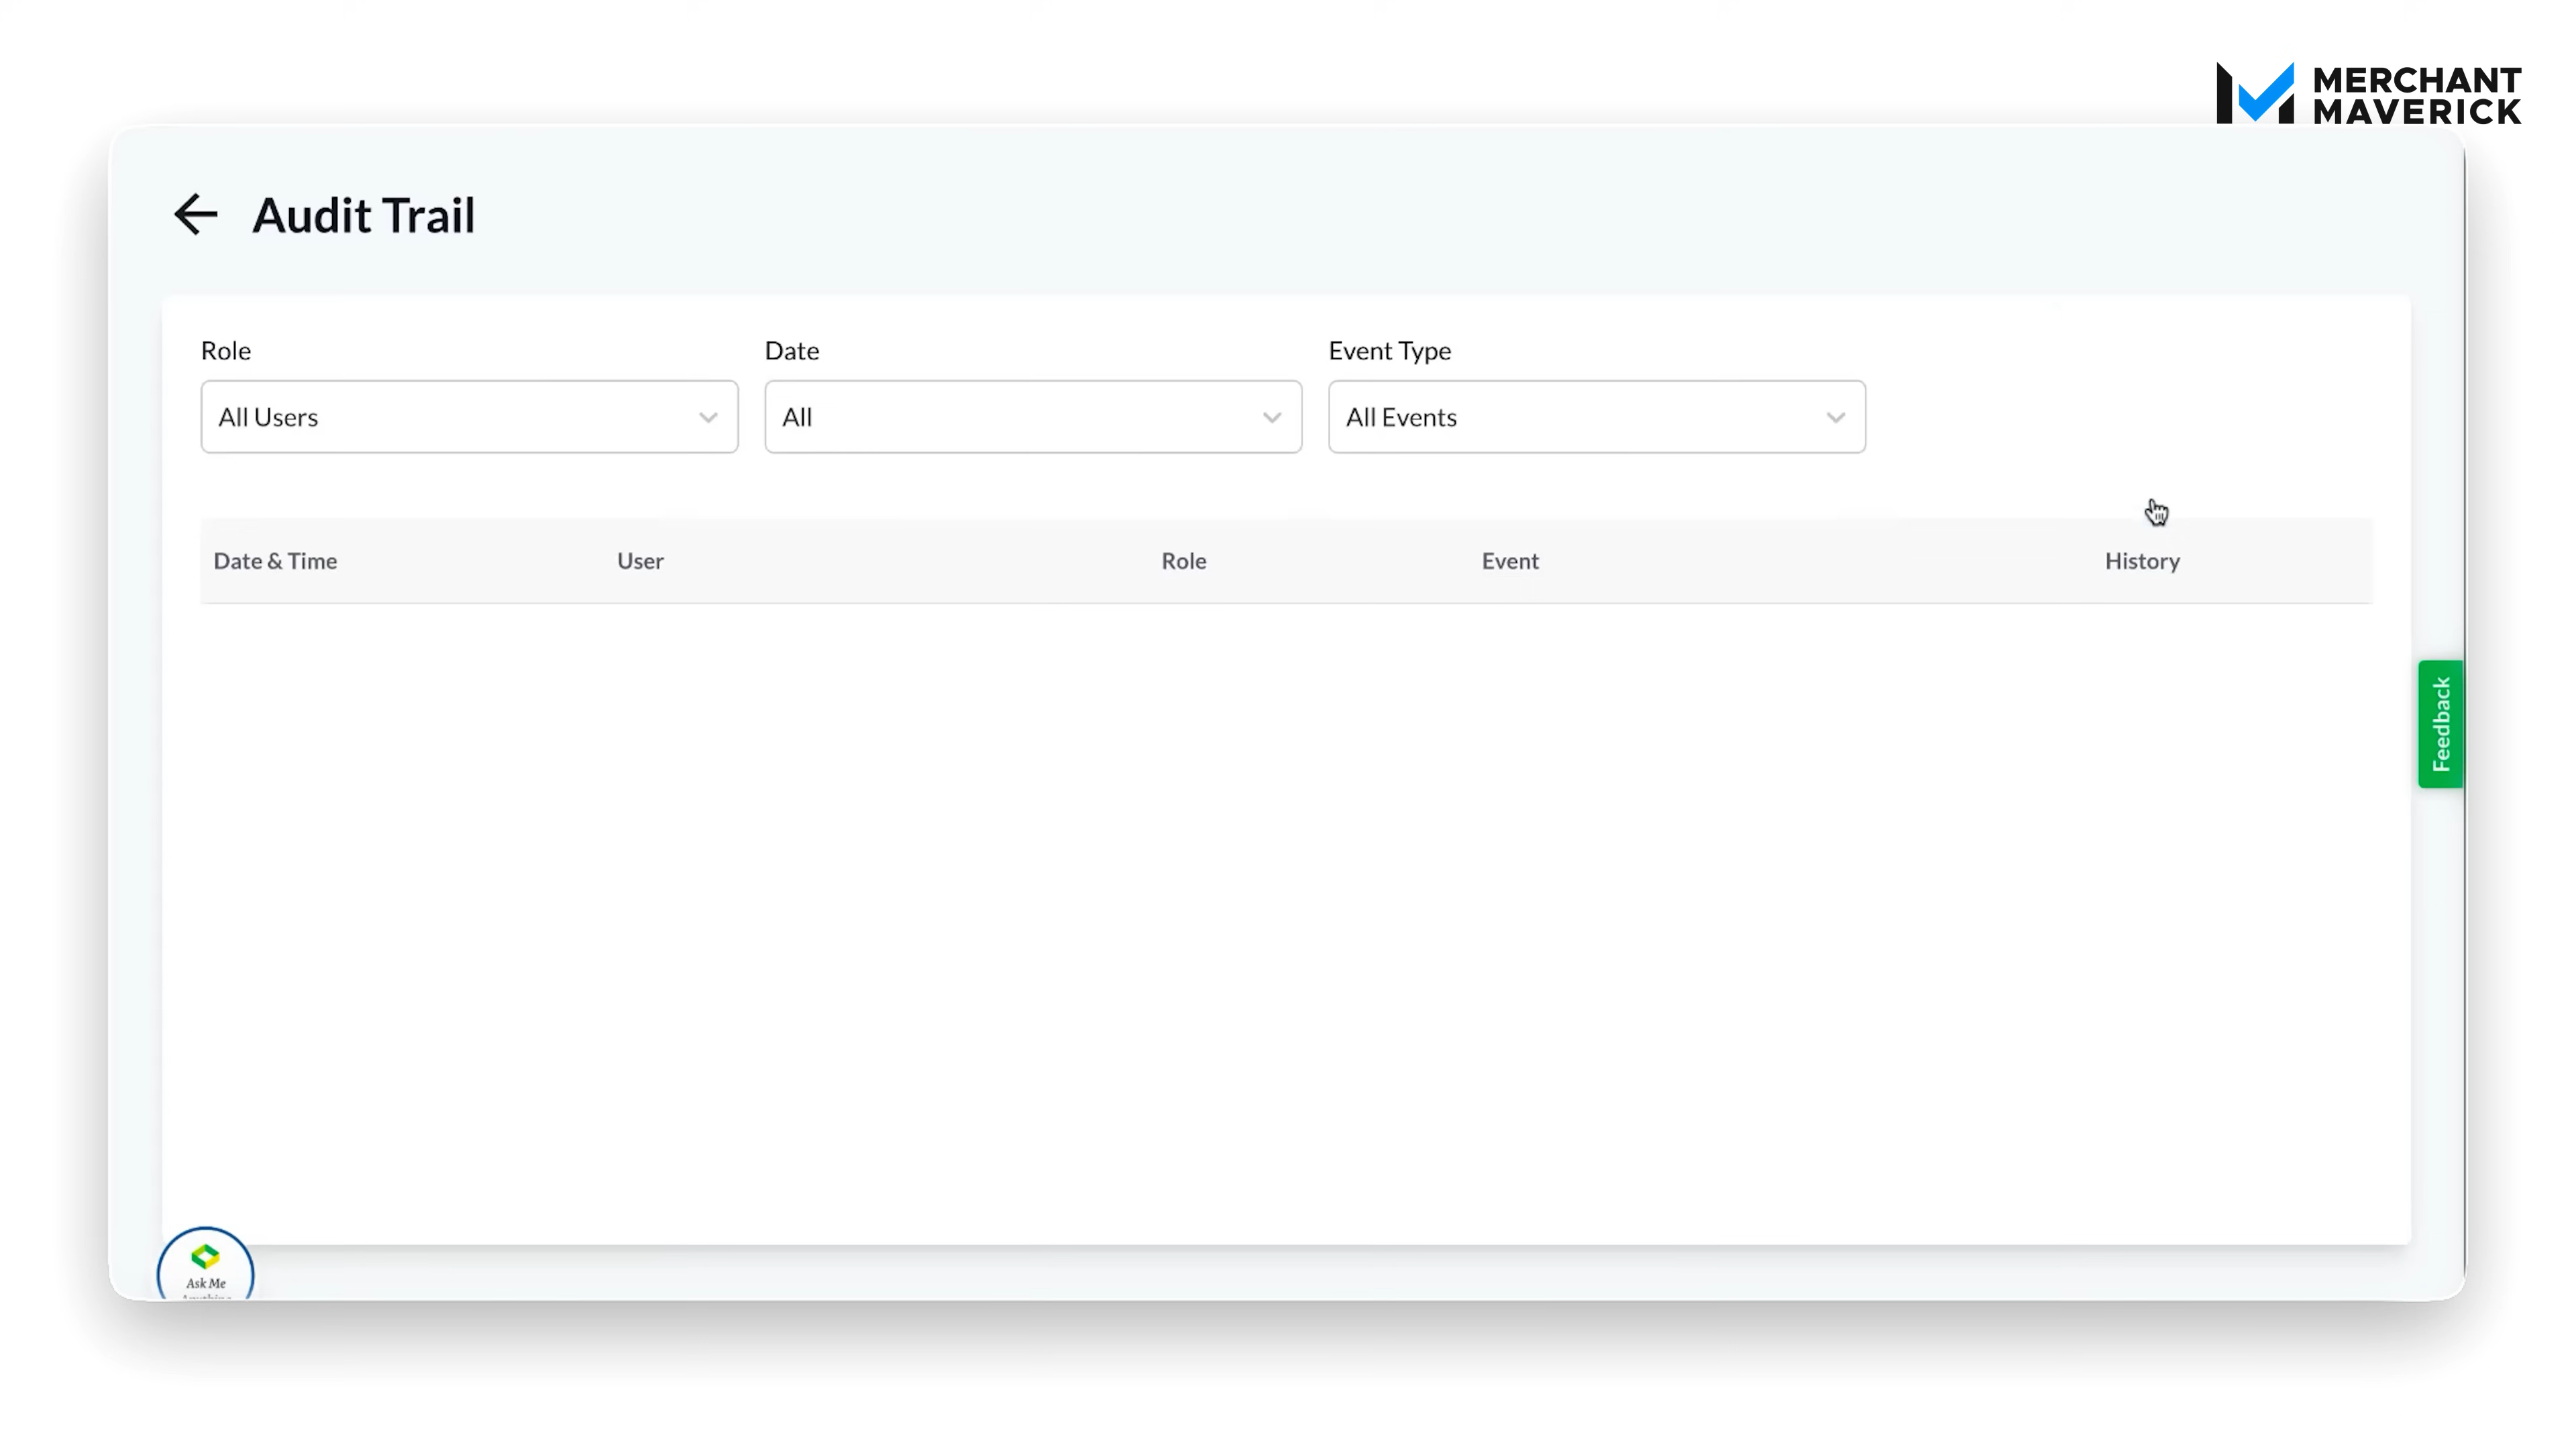 MERCHANT
MAVERICK
Audit Trail
Role
Date
Event Type
All Users
All
All Events
Date & Time
User
Role
Event
History
Feedback
Ask Me